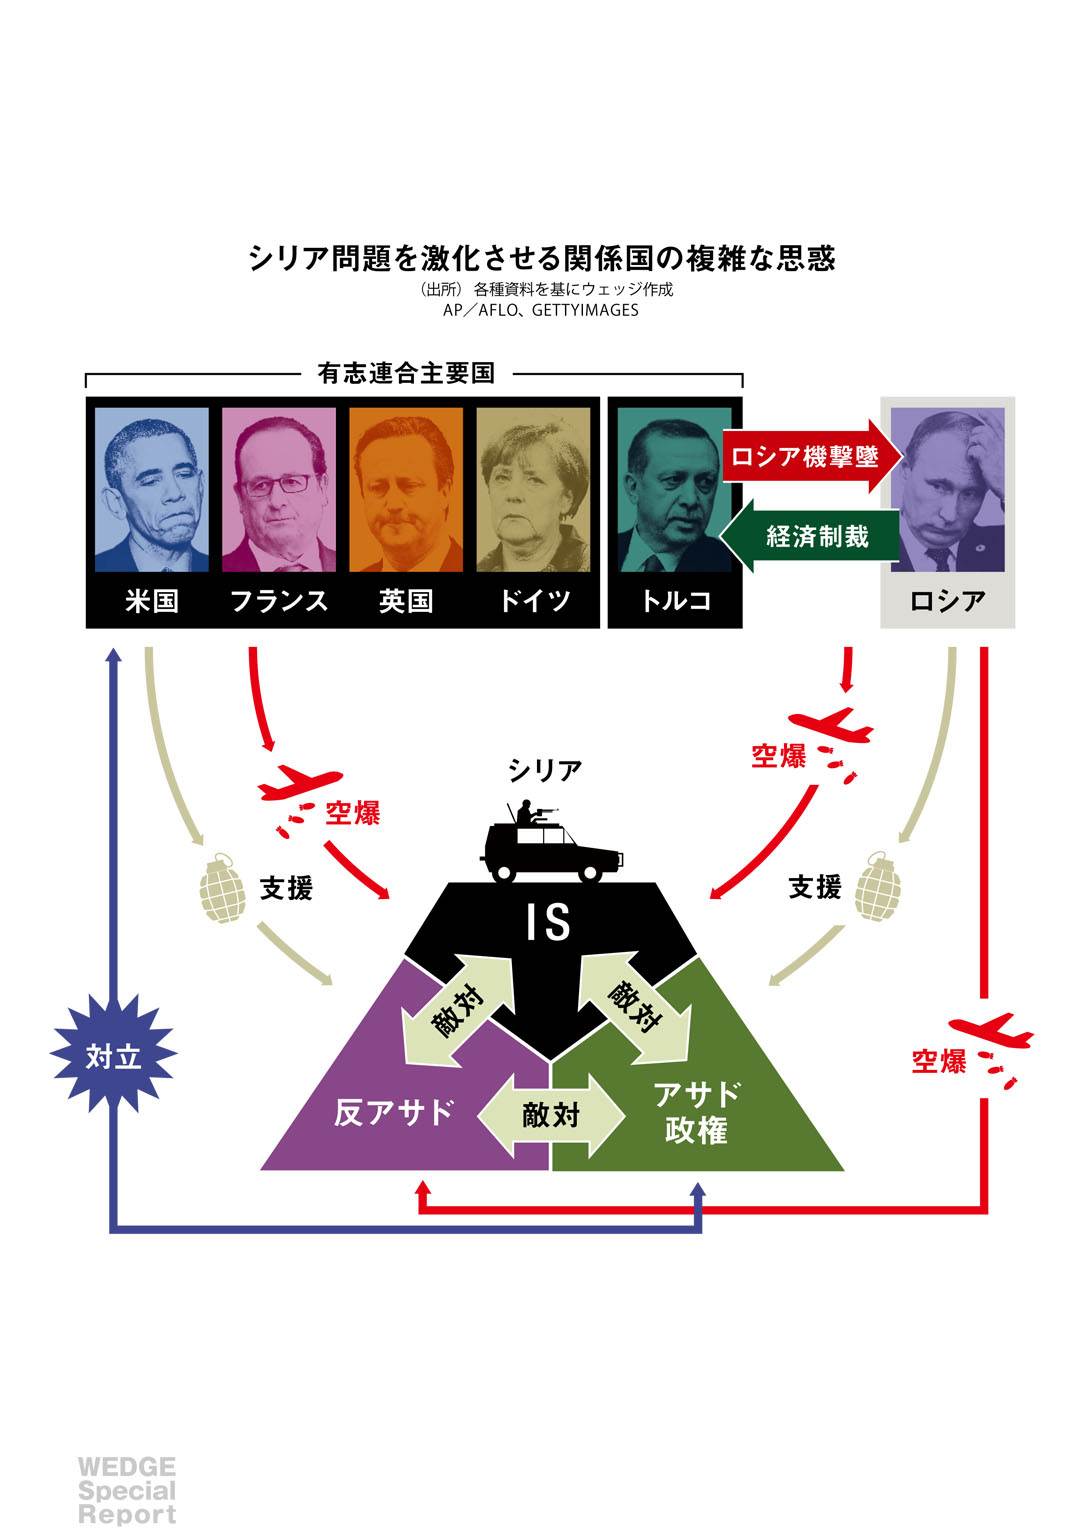 シリア問題を激化させる関係国の複雑な思惑
（出所） 各種資料を基にウェッジ作成
AP／AFLO、GETTYIMAGES
有志連合主要国
ロシア機撃墜
経済制裁
米国
フランス
英国
ドイツ
トルコ
ロシア
空爆
シリア
空爆
支援
支援
IS
敵対
敵対
対立
空爆
反アサド
敵対
アサド
政権
WEDGE
Special
Report